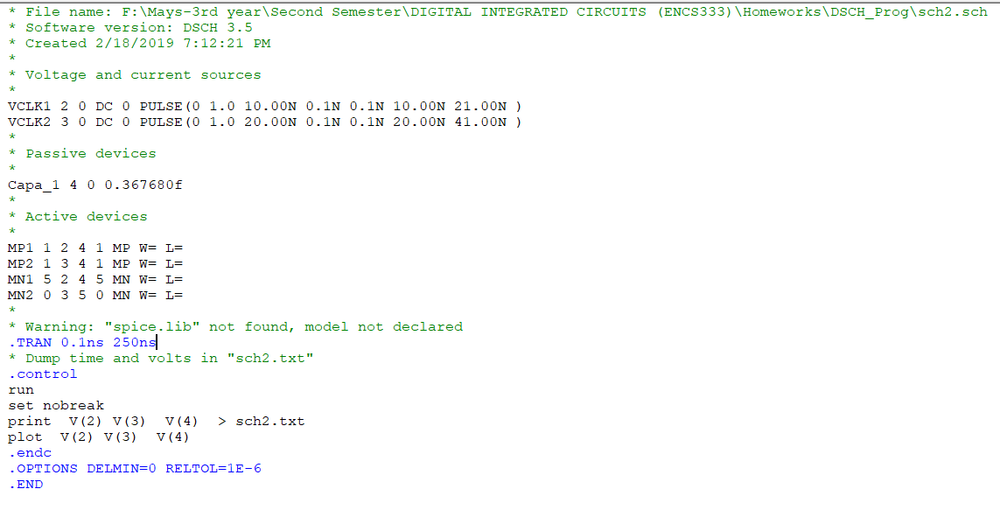 * File name: F:\Mays-3rd year\Second Semester\DIGITAL INTEGRATED CIRCUITS (ENCS333)\Homeworks\DSCH_Prog\sch2.sch
* Software version: DSCH 3.5
* Created 2/18/2019 7:12:21 PM
*
* Voltage and current sources
*
VCLK1 2 0 DC 0 PULSE(0 1.0 10.00N 0.1N 0.1N 10.00N 21.00N )
VCLK2 3 0 DC 0 PULSE(0 1.0 20.00N 0.1N 0.1N 20.00N 41.00N )
*
* Passive devices
*
Capa_1 4 0 0.367680f
*
* Active devices
*
MP1 1 2 4 1 MP W= L=
MP2 1 3 4 1 MP W= L=
MN1 5 2 4 5 MN W= L=
MN2 0 3 5 0 MN W= L=
*
* Warning: "spice.lib" not found, model not declared
.TRAN 0.1ns 250ns
* Dump time and volts in "sch2.txt"
.control
run
set nobreak
print  V(2) V(3)  V(4)  > sch2.txt
plot  V(2) V(3)  V(4)
.endc
.OPTIONS DELMIN=0 RELTOL=1E-6
.END